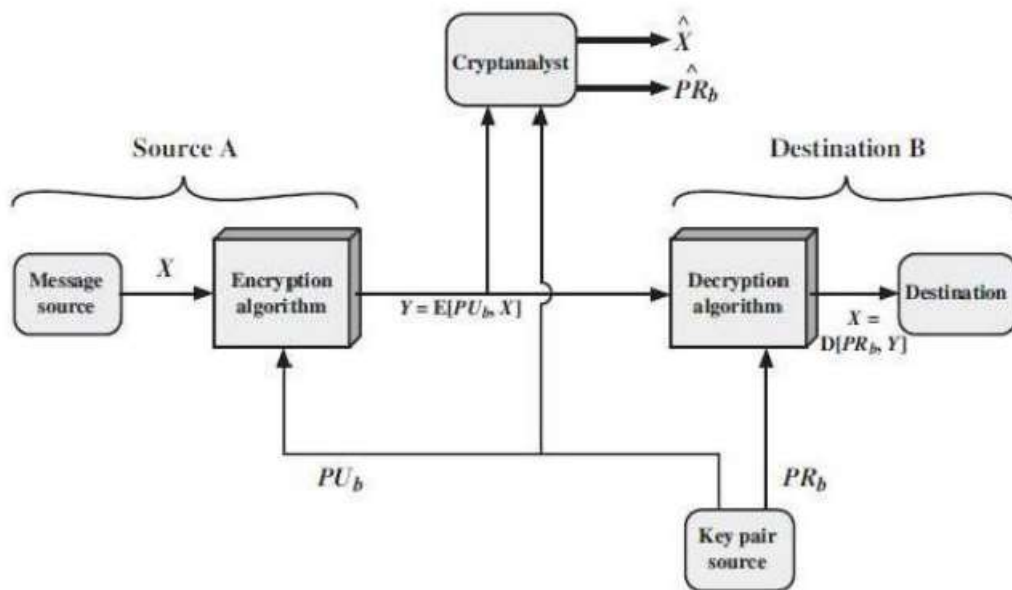 Cryptanalyst
X̂
P̂R_b
Source A
Destination B
Message
source
X
Encryption
algorithm
Y = E[PU_b, X]
Decryption
algorithm
X =
D[PR_b, Y]
Destination
PU_b
PR_b
Key pair
source